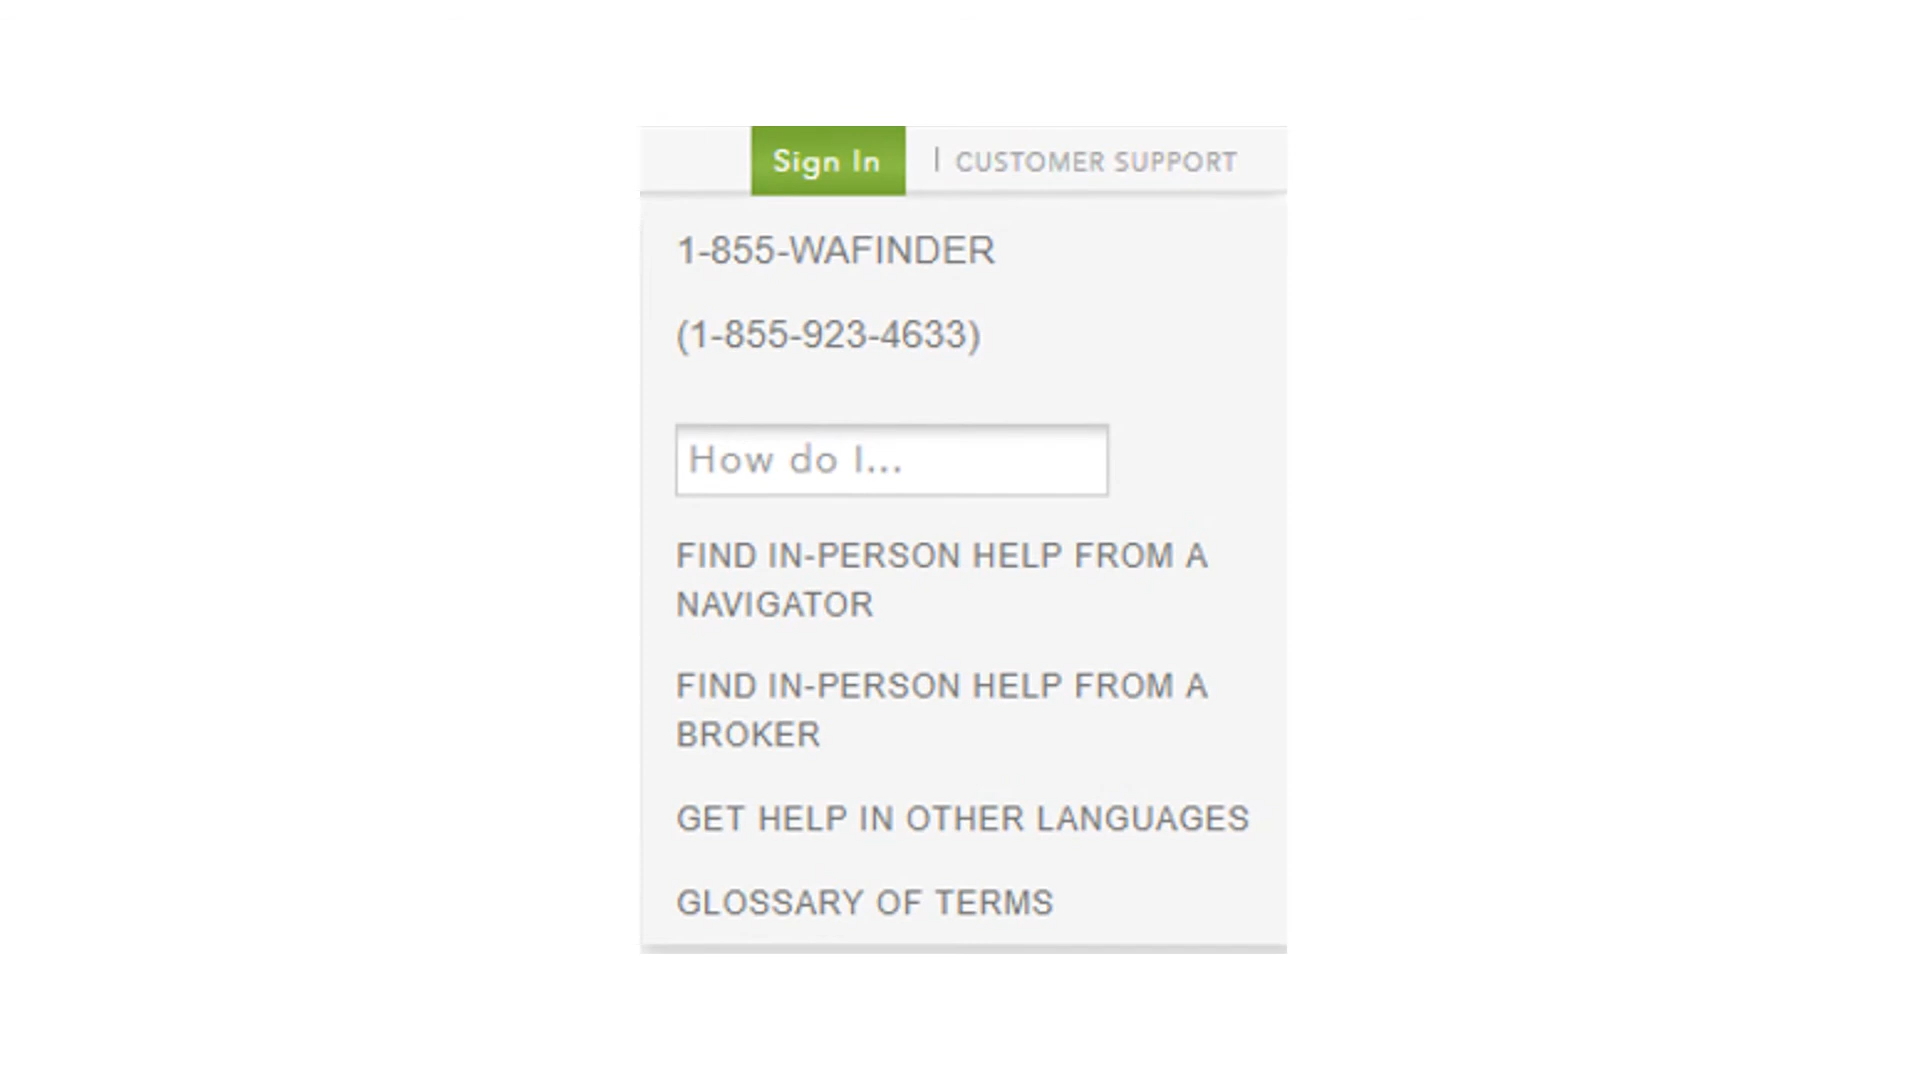 Sign In | CUSTOMER SUPPORT
1-855-WAFINDER
(1-855-923-4633)
How do I...
FIND IN-PERSON HELP FROM A
NAVIGATOR
FIND IN-PERSON HELP FROM A
BROKER
GET HELP IN OTHER LANGUAGES
GLOSSARY OF TERMS